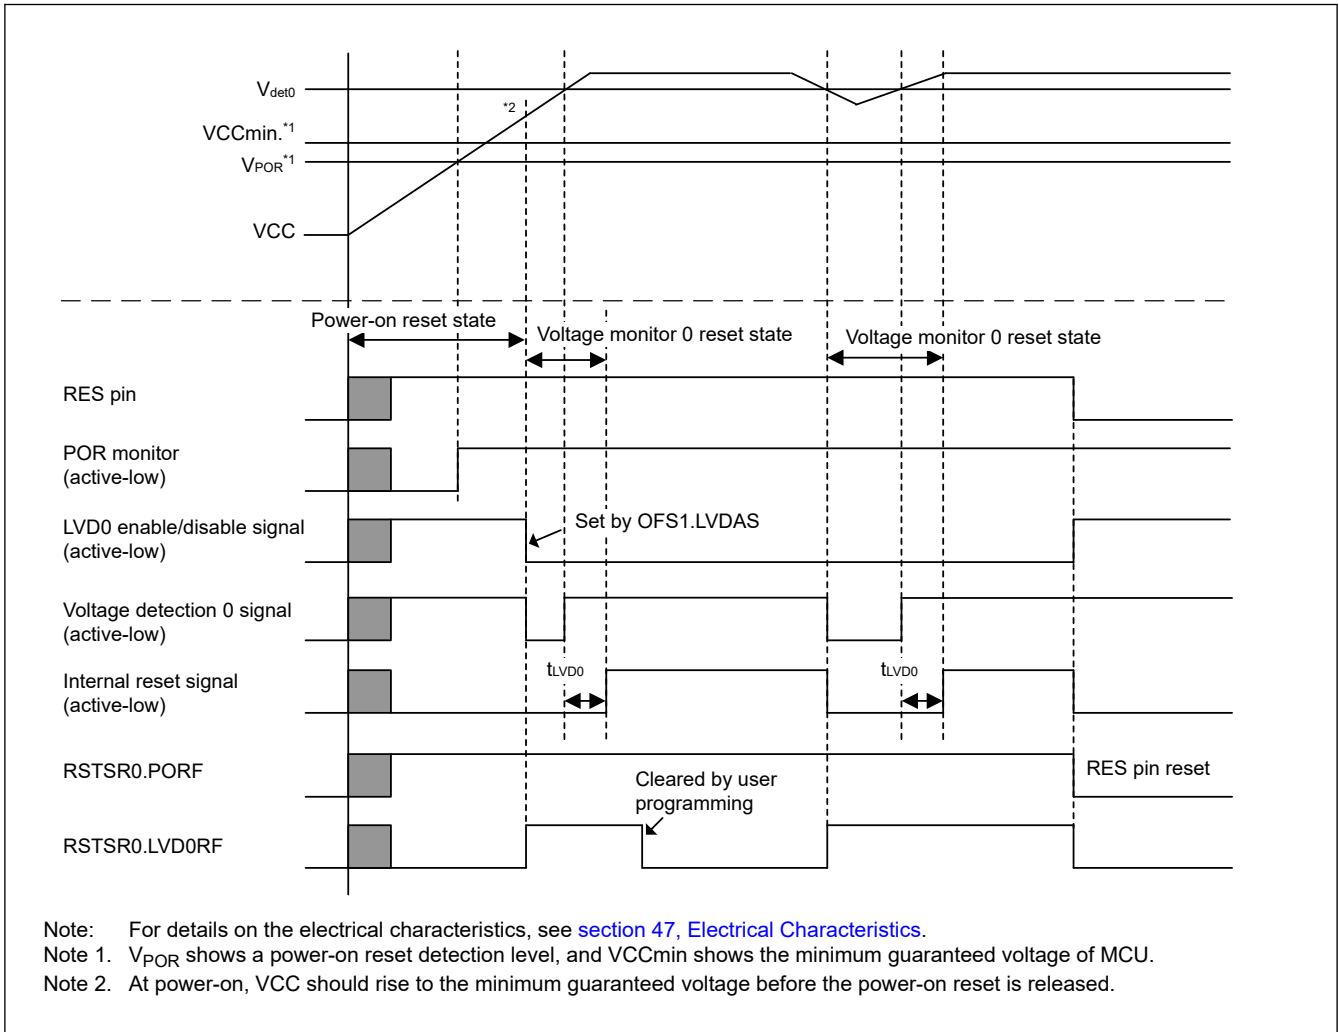 Vdet0
*2
VCCmin.*1
VPOR*1
VCC
Power-on reset state
Voltage monitor 0 reset state
Voltage monitor 0 reset state
RES pin
POR monitor
(active-low)
LVD0 enable/disable signal
(active-low)
Set by OFS1.LVDAS
Voltage detection 0 signal
(active-low)
Internal reset signal
(active-low)
tLVD0
tLVD0
RSTSR0.PORF
RES pin reset
Cleared by user
programming
RSTSR0.LVD0RF
Note: For details on the electrical characteristics, see section 47, Electrical Characteristics.
Note 1. VPOR shows a power-on reset detection level, and VCCmin shows the minimum guaranteed voltage of MCU.
Note 2. At power-on, VCC should rise to the minimum guaranteed voltage before the power-on reset is released.